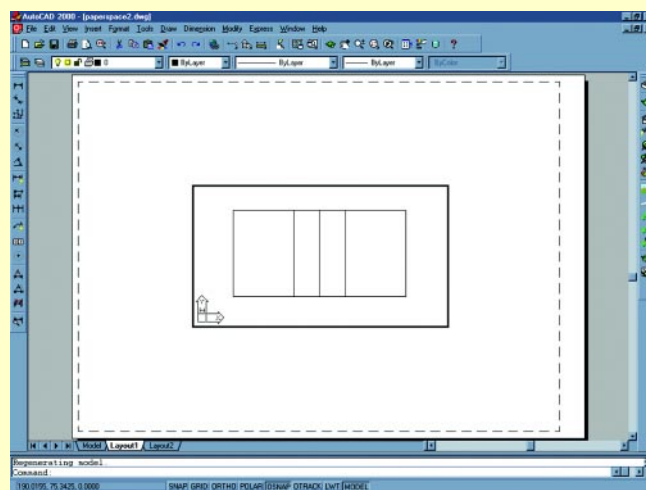 AutoCAD 2000 - [paperspace2.dwg]
File Edit View Insert Format Tools Draw Dimension Modify Express Window Help
0 ByLayer ByLayer ByLayer ByColor
Y
X
Model Layout1 Layout2
Regenerating model.
Command:
190.0155, 75.3425, 0.0000 SNAP GRID ORTHO POLAR OSNAP OTRACK LWT MODEL